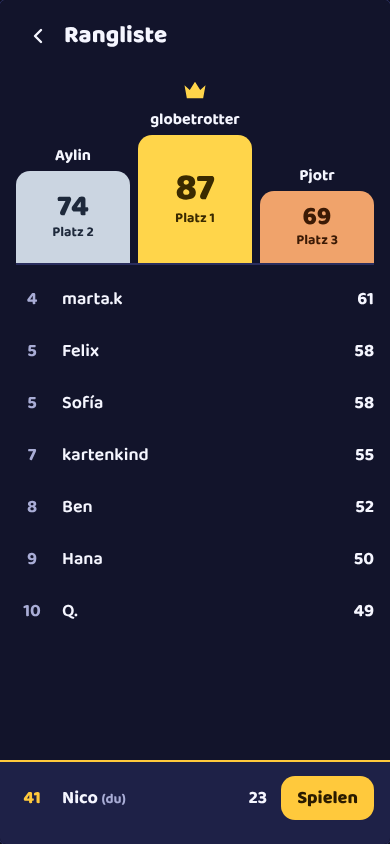 Rangliste
globetrotter
Aylin
Pjotr
87
Platz 1
74
Platz 2
69
Platz 3
4 marta.k 61
5 Felix 58
5 Sofía 58
7 kartenkind 55
8 Ben 52
9 Hana 50
10 Q. 49
41 Nico (du) 23 Spielen